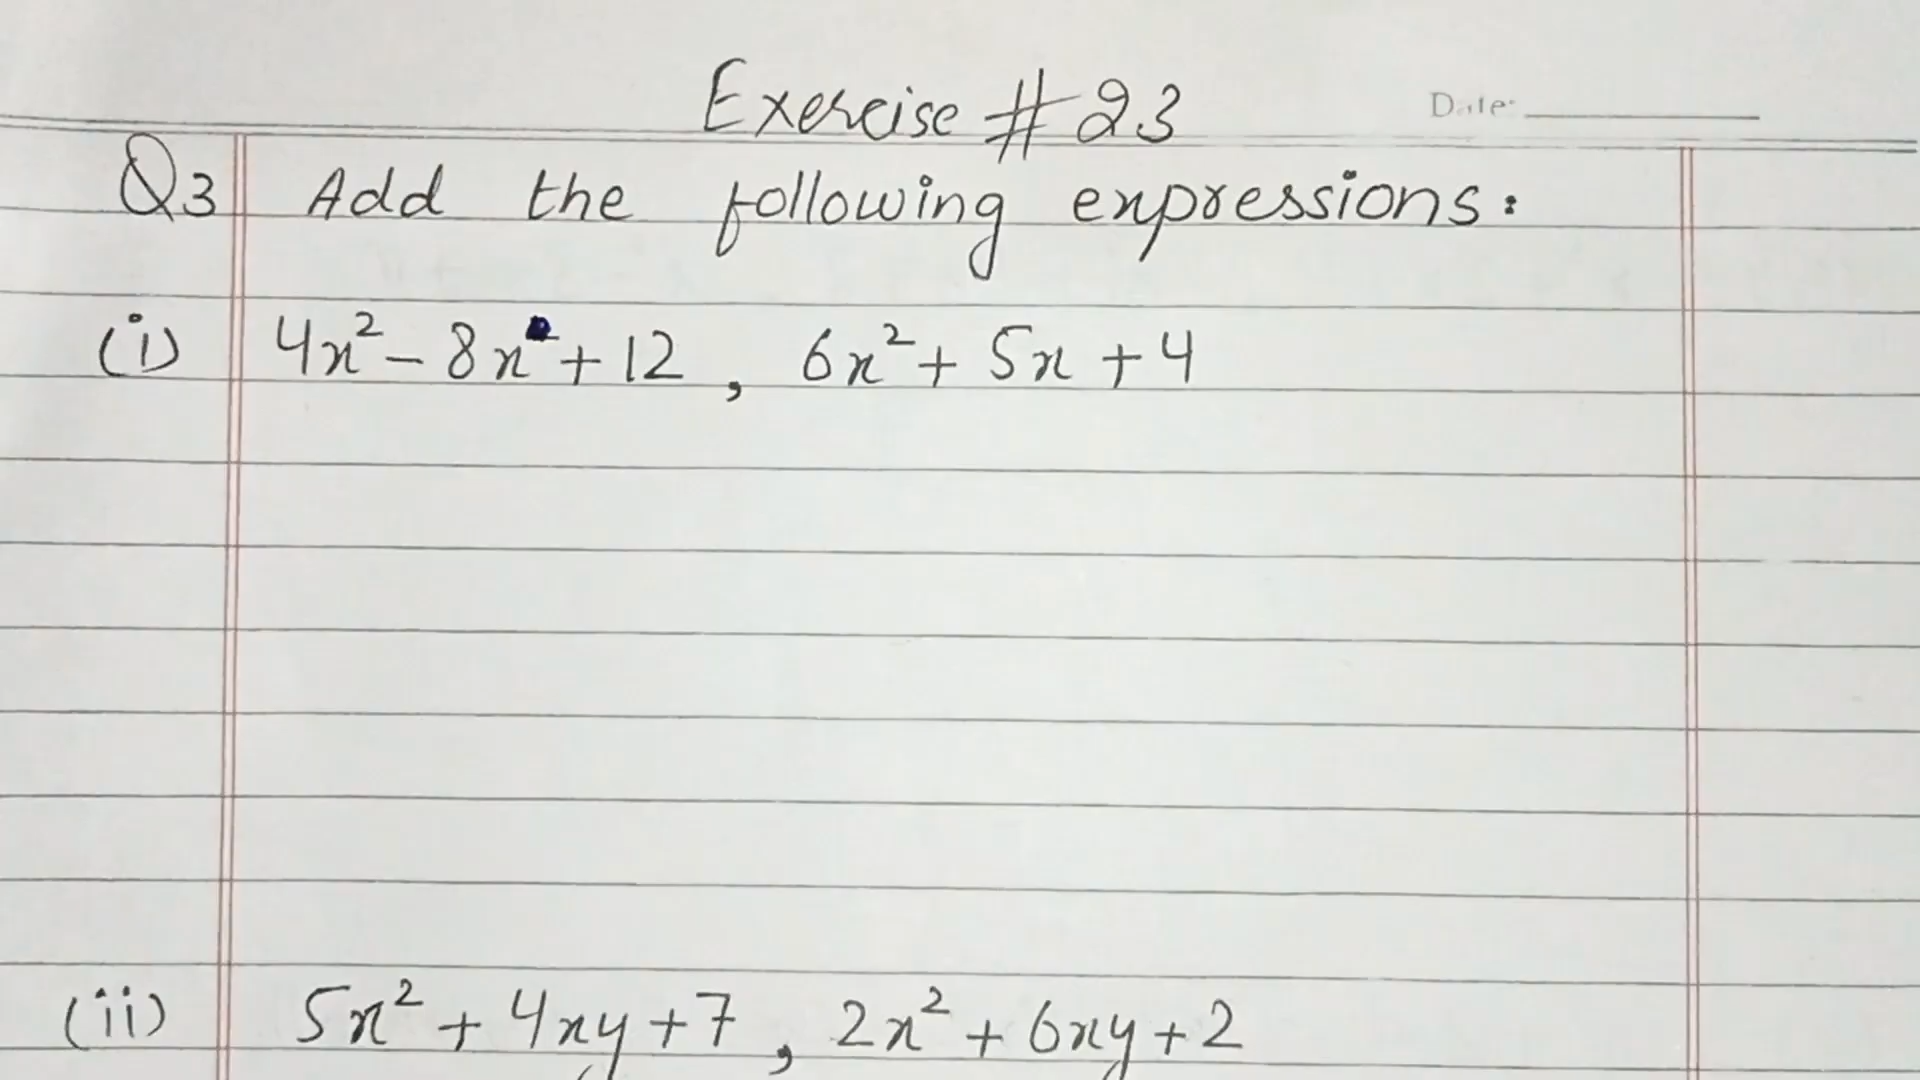 Exercise # 23
Date:
Q3 Add the following expressions:
(i) 4x² - 8x + 12 , 6x² + 5x + 4
(ii) 5x² + 4xy + 7 , 2x² + 6xy + 2